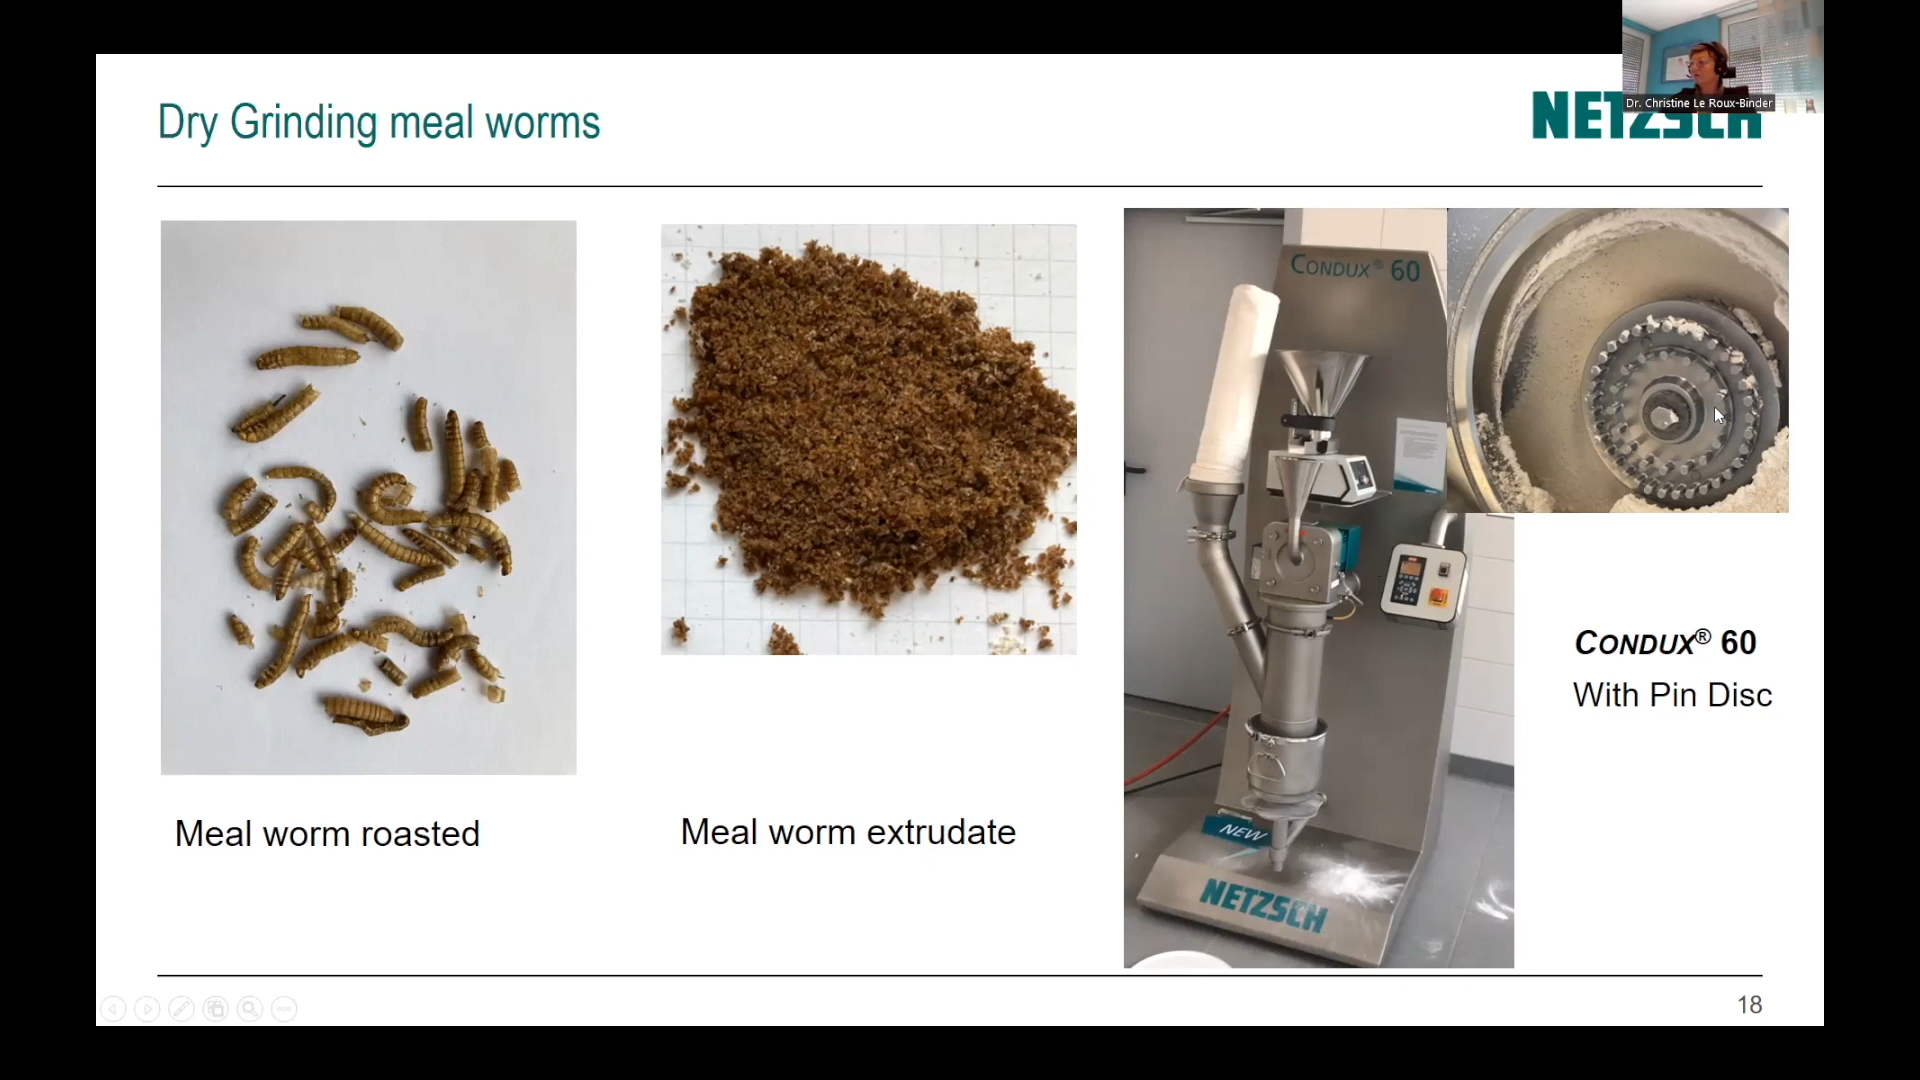 Dr. Christine Le Roux-Binder
Dry Grinding meal worms
NETZSCH
CONDUX® 60
CONDUX® 60
With Pin Disc
Meal worm roasted
Meal worm extrudate
NEW
NETZSCH
18